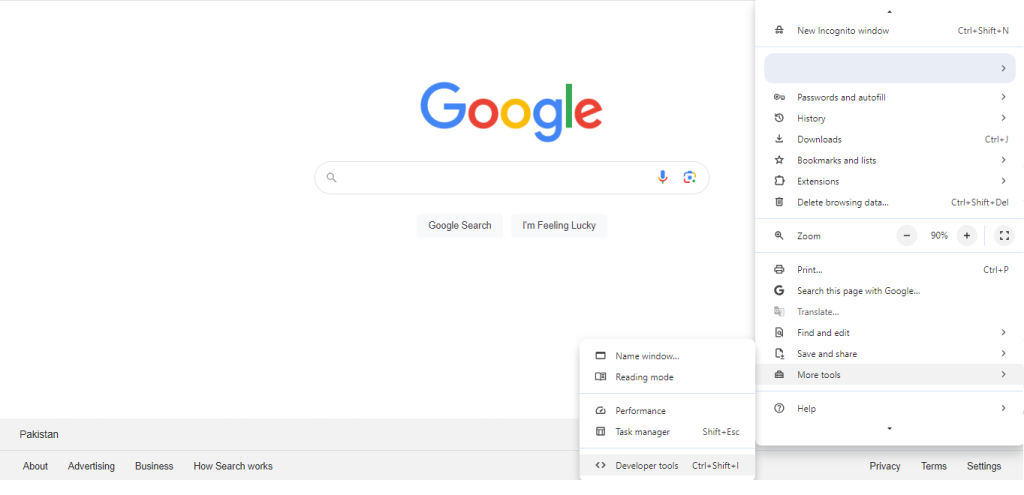 New Incognito window Ctrl+Shift+N
Passwords and autofill
History
Downloads Ctrl+J
Bookmarks and lists
Extensions
Delete browsing data... Ctrl+Shift+Del
Zoom − 90% +
Print... Ctrl+P
Search this page with Google...
Translate...
Find and edit
Save and share
More tools
Help
Google
Google Search I'm Feeling Lucky
Name window...
Reading mode
Performance
Task manager Shift+Esc
Developer tools Ctrl+Shift+I
Pakistan
About Advertising Business How Search works Privacy Terms Settings